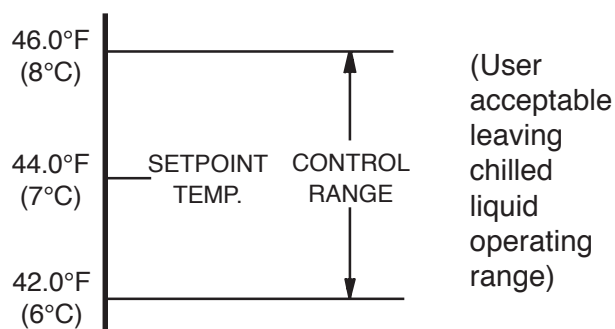 46.0°F
(8°C)
44.0°F
(7°C)
SETPOINT
TEMP.
CONTROL
RANGE
42.0°F
(6°C)
(User
acceptable
leaving
chilled
liquid
operating
range)